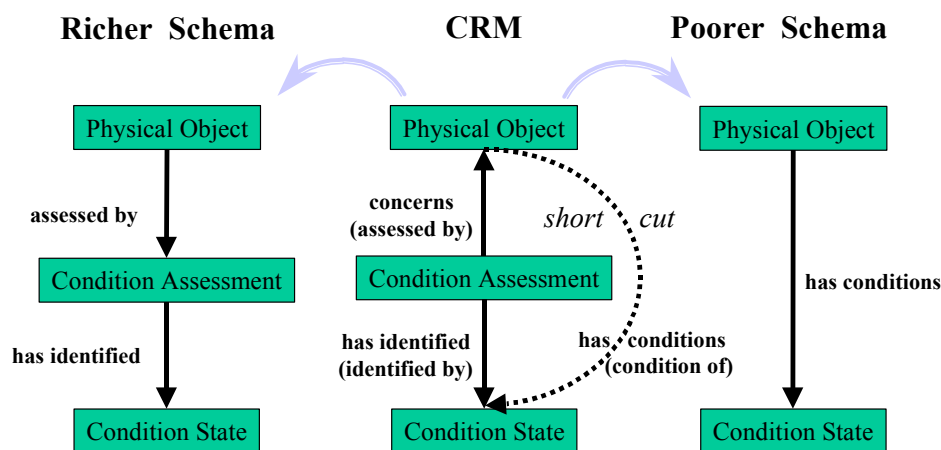 Richer Schema
CRM
Poorer Schema
Physical Object
Physical Object
Physical Object
assessed by
concerns
(assessed by)
short cut
Condition Assessment
Condition Assessment
has conditions
has identified
has identified
(identified by)
has conditions
(condition of)
Condition State
Condition State
Condition State